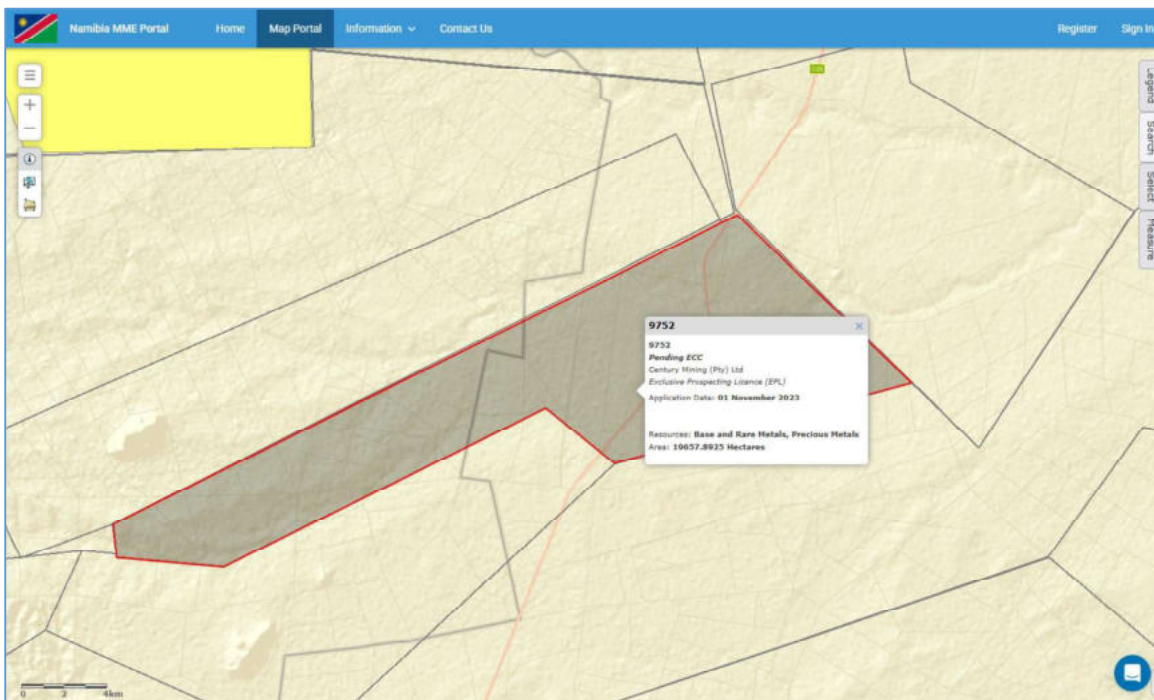 Namibia MME Portal Home Map Portal Information Contact Us Register Sign In
Legend
Search
Select
Measure
9752
9752
Pending ECC
Century Mining (Pty) Ltd
Exclusive Prospecting Licence (EPL)
Application Date: 01 November 2023
Resources: Base and Rare Metals, Precious Metals
Area: 19657.8925 Hectares
0 2 4km